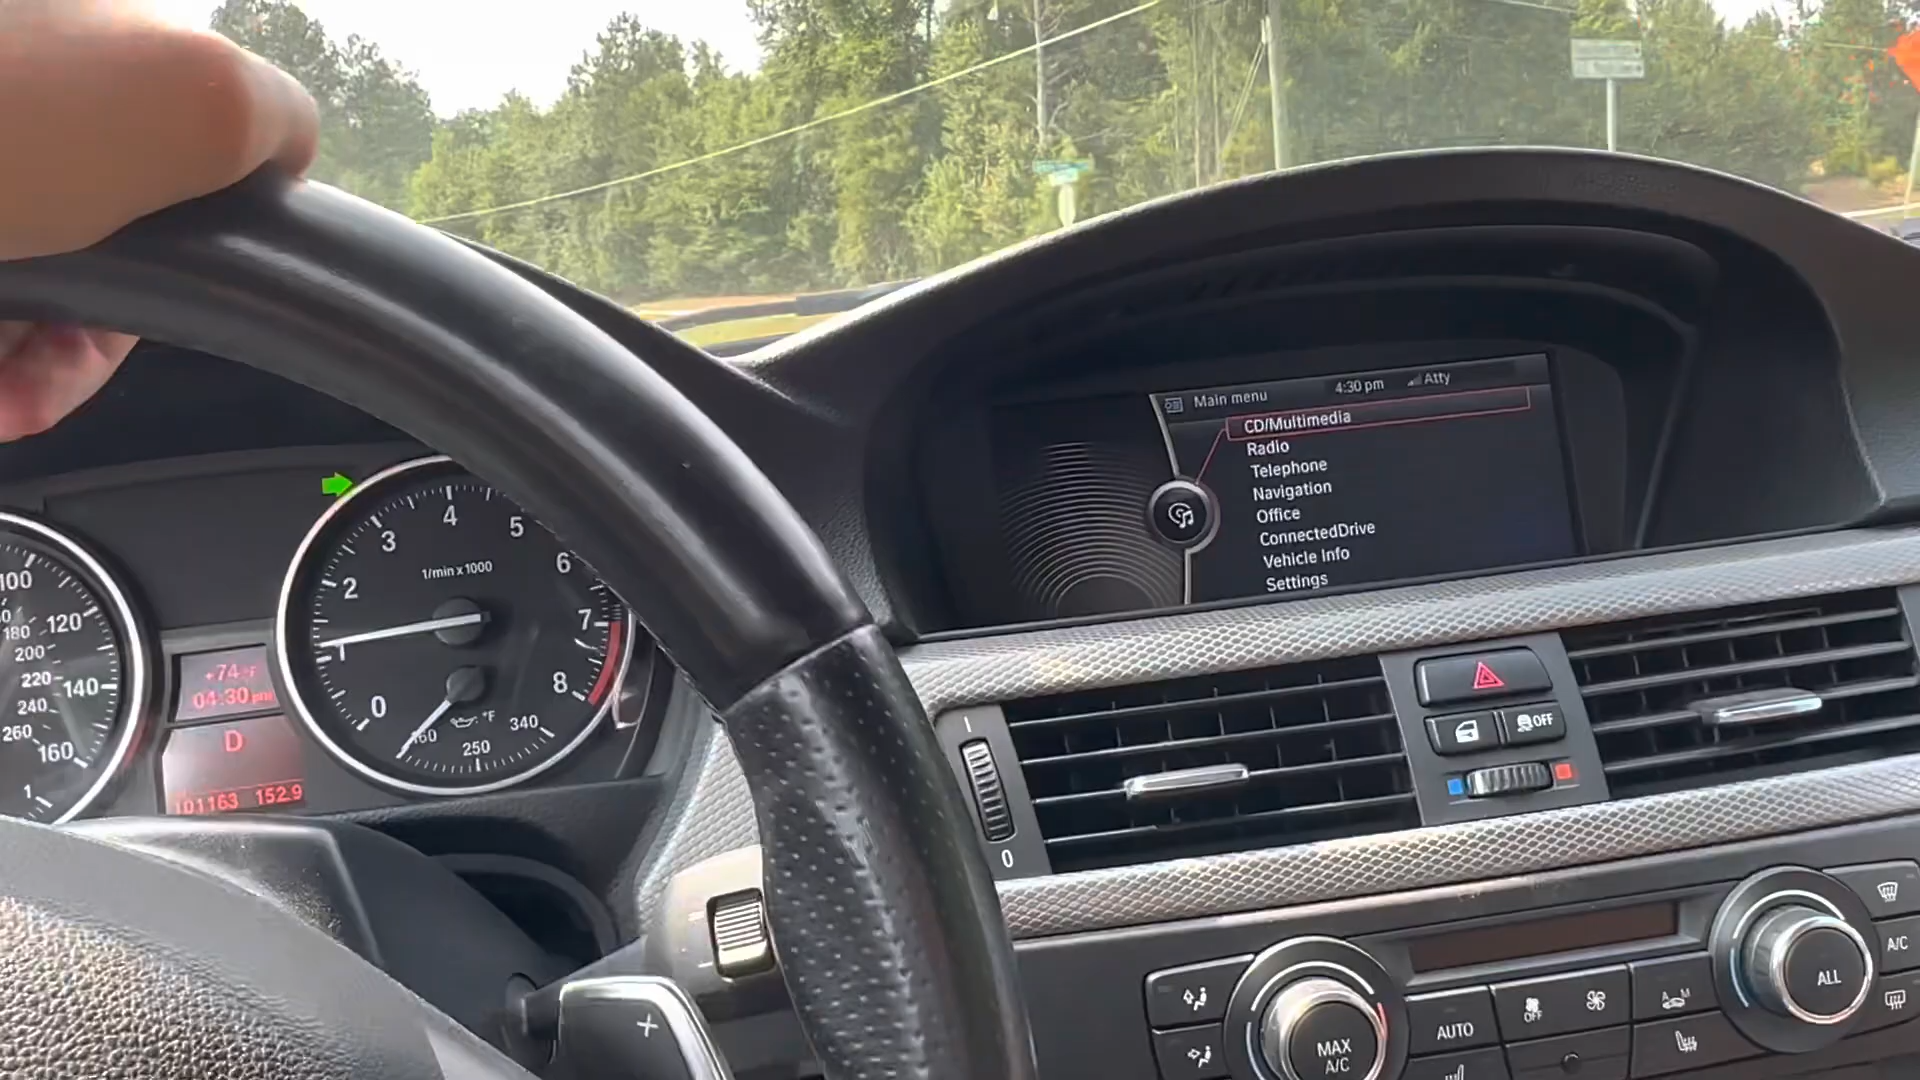 Main menu 4:30 pm Atty
CD/Multimedia
Radio
Telephone
Navigation
Office
ConnectedDrive
Vehicle Info
Settings
0
1
2
3
4
5
6
7
8
1/min x 1000
°F
160
250
340
100
120
140
160
180
200
220
240
260
+74°F
04:30 pm
D
101163 152.9
I
0
OFF
MAX
A/C
AUTO
OFF
A M
ALL
A/C
+